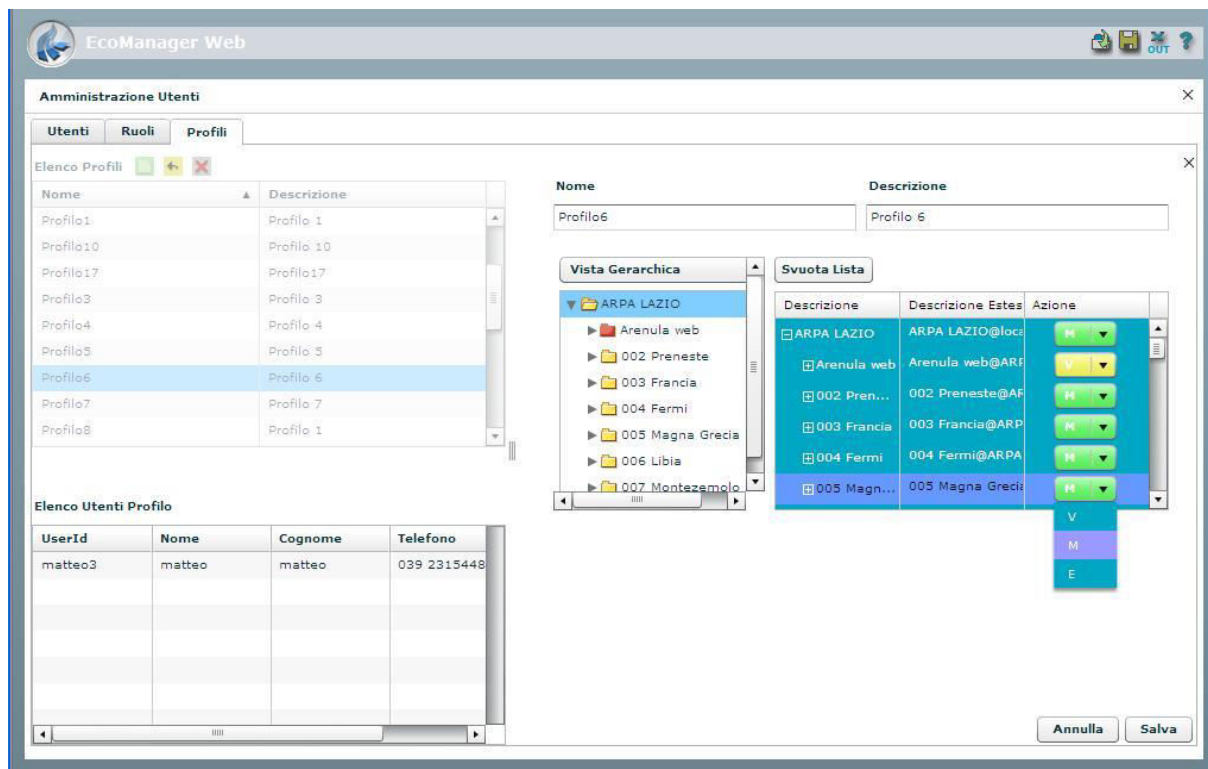 EcoManager Web
OUT ?
Amministrazione Utenti
Utenti Ruoli Profili
Elenco Profili
Nome Descrizione
Profilo1 Profilo 1
Profilo10 Profilo 10
Profilo17 Profilo17
Profilo3 Profilo 3
Profilo4 Profilo 4
Profilo5 Profilo 5
Profilo6 Profilo 6
Profilo7 Profilo 7
Profilo8 Profilo 1
Elenco Utenti Profilo
UserId Nome Cognome Telefono
matteo3 matteo matteo 039 2315448
Nome Descrizione
Profilo6 Profilo 6
Vista Gerarchica
ARPA LAZIO
Arenula web
002 Preneste
003 Francia
004 Fermi
005 Magna Grecia
006 Libia
007 Montezemolo
Svuota Lista
Descrizione Descrizione Estes Azione
ARPA LAZIO ARPA LAZIO@loca M
Arenula web Arenula web@ARP V
002 Pren... 002 Preneste@AR M
003 Francia 003 Francia@ARP M
004 Fermi 004 Fermi@ARPA M
005 Magn... 005 Magna Grecia M
V
M
E
Annulla Salva